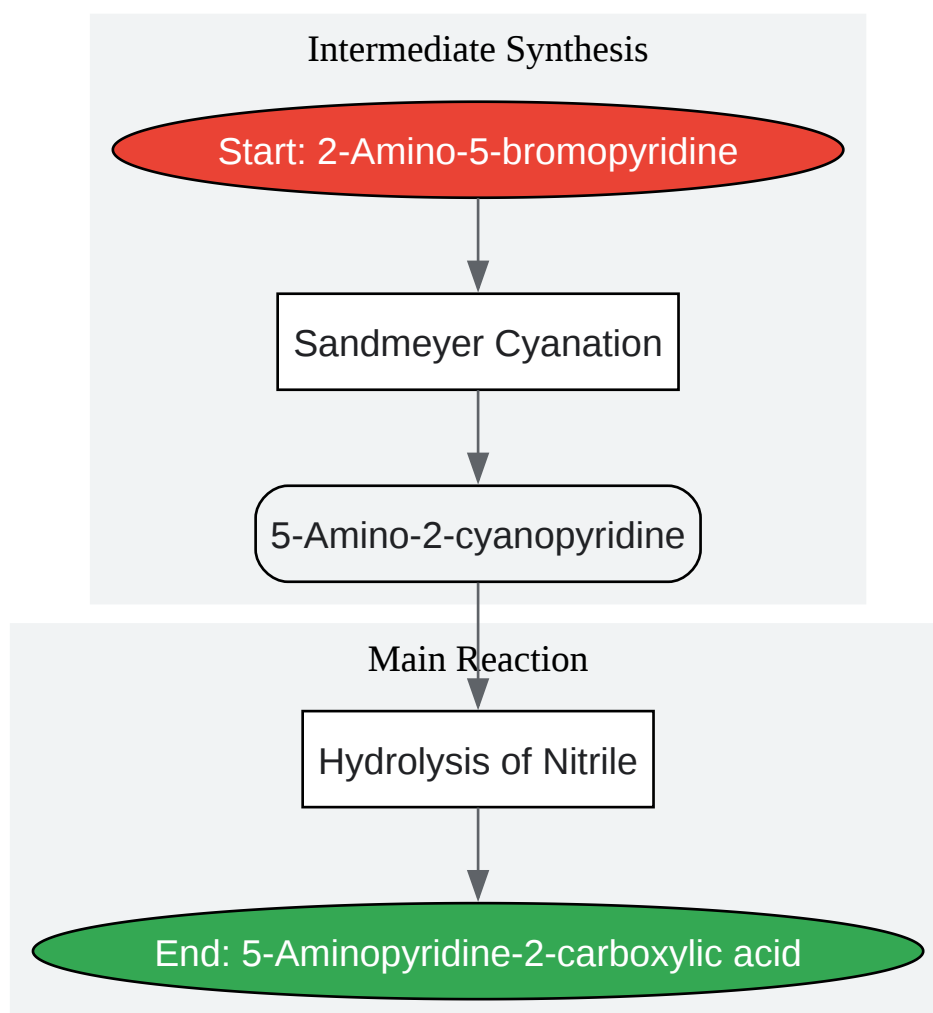 Intermediate Synthesis
Start: 2-Amino-5-bromopyridine
Sandmeyer Cyanation
5-Amino-2-cyanopyridine
Main Reaction
Hydrolysis of Nitrile
End: 5-Aminopyridine-2-carboxylic acid